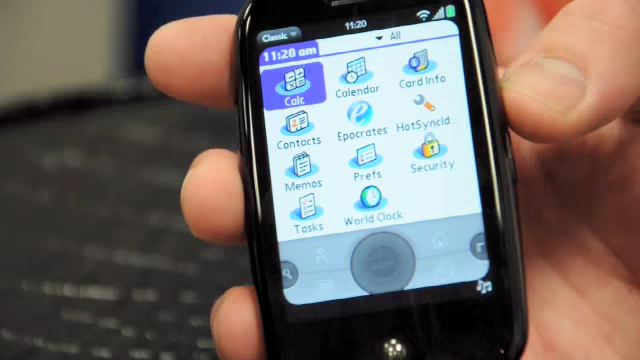 Classic
11:20
11:20 am
All
Calc
Calendar
Card Info
Contacts
Epocrates
HotSyncId...
Memos
Prefs
Security
Tasks
World Clock